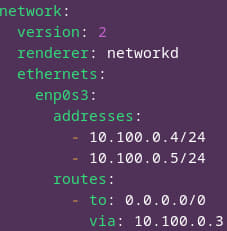 network:
  version: 2
  renderer: networkd
  ethernets:
    enp0s3:
      addresses:
        - 10.100.0.4/24
        - 10.100.0.5/24
      routes:
        - to: 0.0.0.0/0
          via: 10.100.0.3